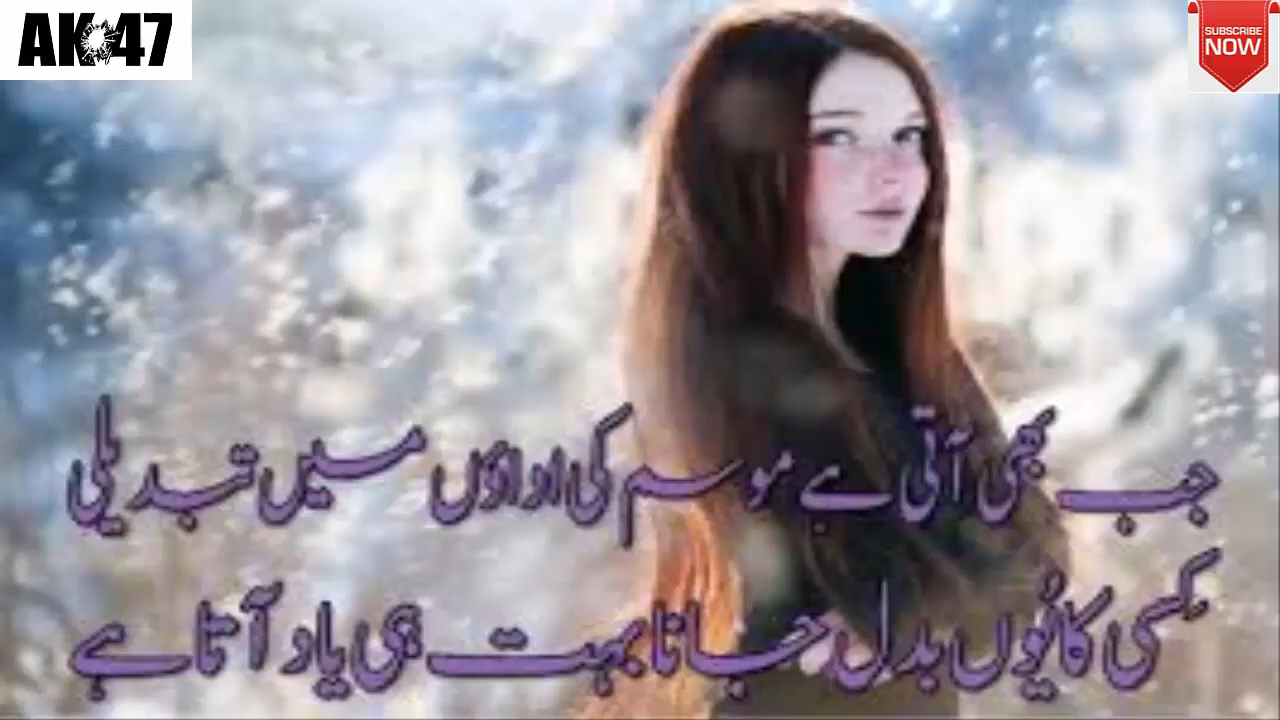 AK47
SUBSCRIBE
NOW
جب بھی آتی ہے موسم کی اداؤں میں تبدیلی
کسی کا یُوں بدل جانا بہت ہی یاد آتا ہے